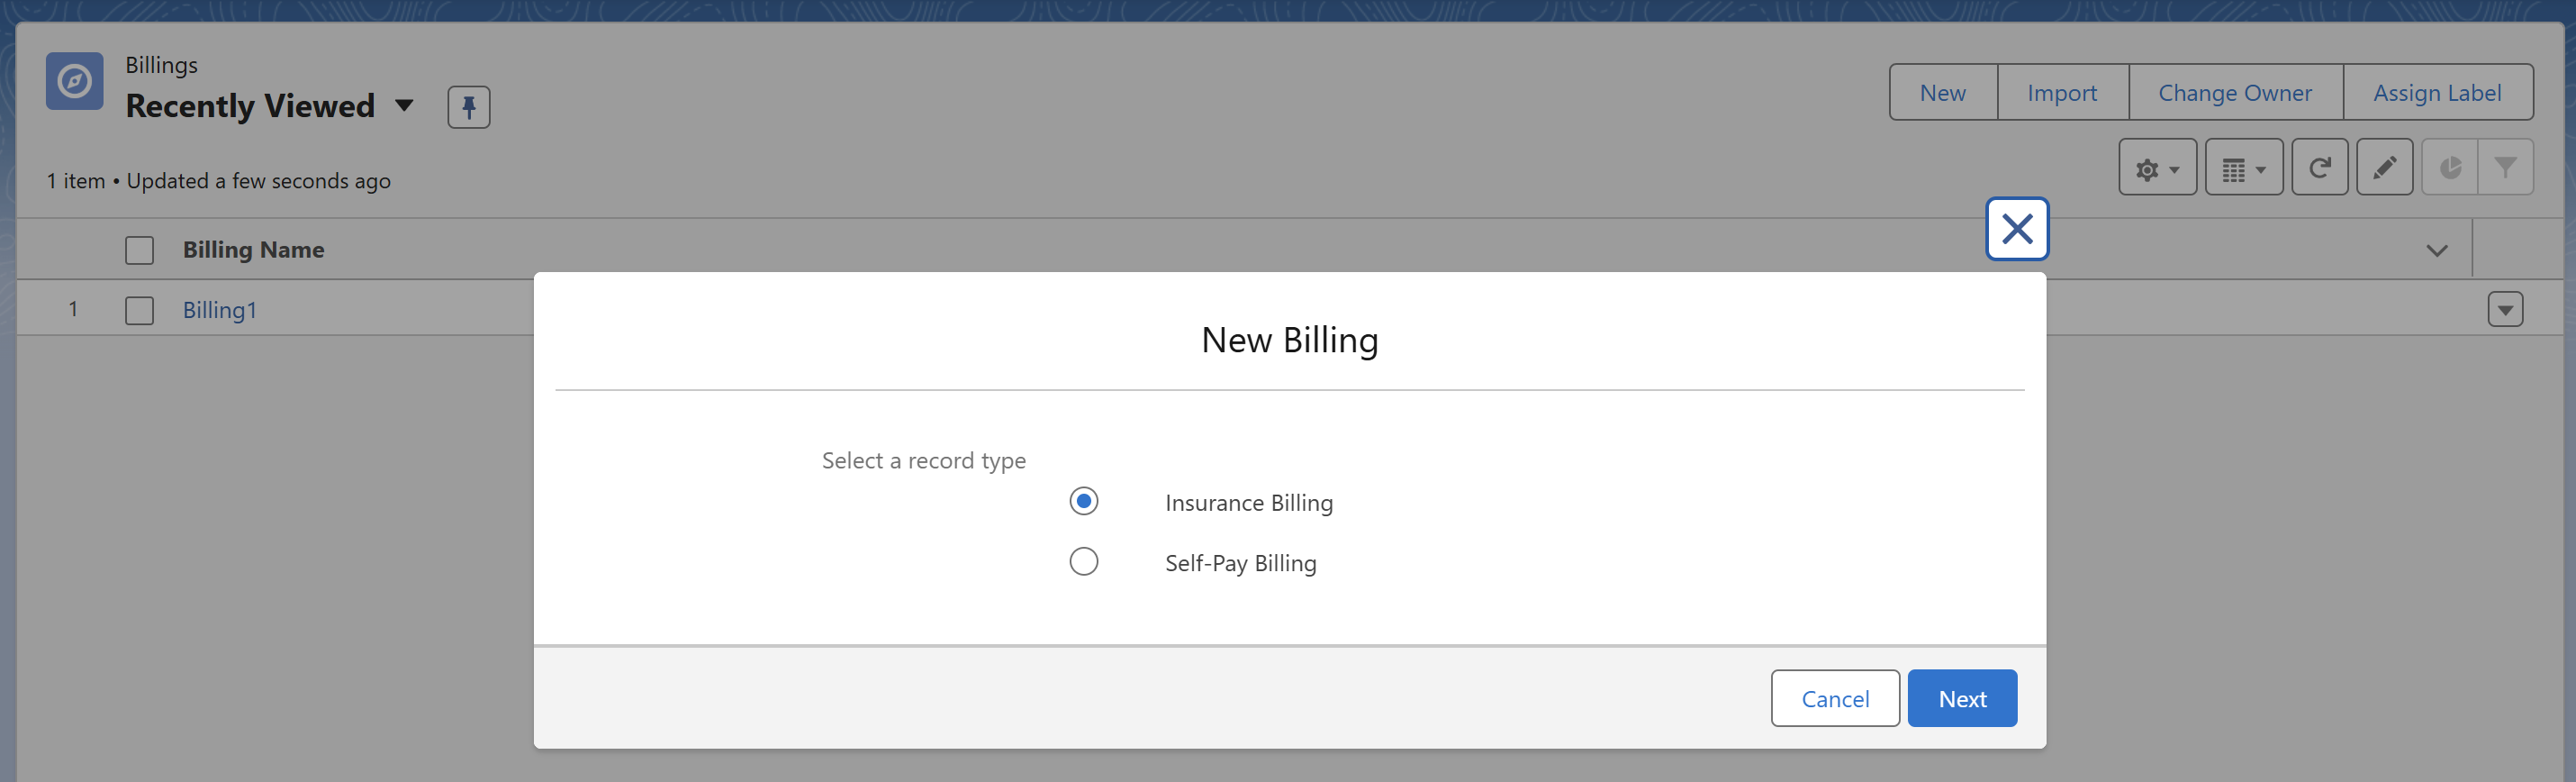 Billings
Recently Viewed
New Import Change Owner Assign Label
1 item • Updated a few seconds ago
Billing Name
1 Billing1
New Billing
Select a record type
Insurance Billing
Self-Pay Billing
Cancel Next